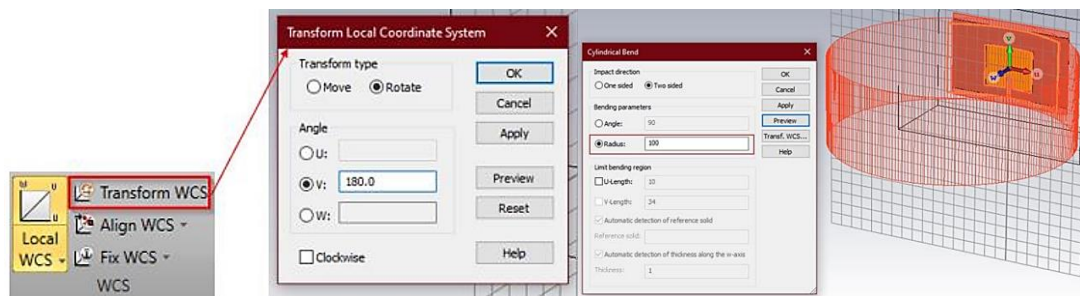 Transform WCS
Local
WCS
Align WCS
Fix WCS
WCS
Transform Local Coordinate System
Transform type
Move
Rotate
Angle
U:
V:
180.0
W:
Clockwise
OK
Cancel
Apply
Preview
Reset
Help
Cylindrical Bend
Impact direction
One sided
Two sided
Bending parameters
Angle:
90
Radius:
100
Limit bending region
U-Length:
10
V-Length:
34
Automatic detection of reference solid
Reference solid:
Automatic detection of thickness along the w-axis
Thickness:
1
OK
Cancel
Apply
Preview
Transf. WCS...
Help